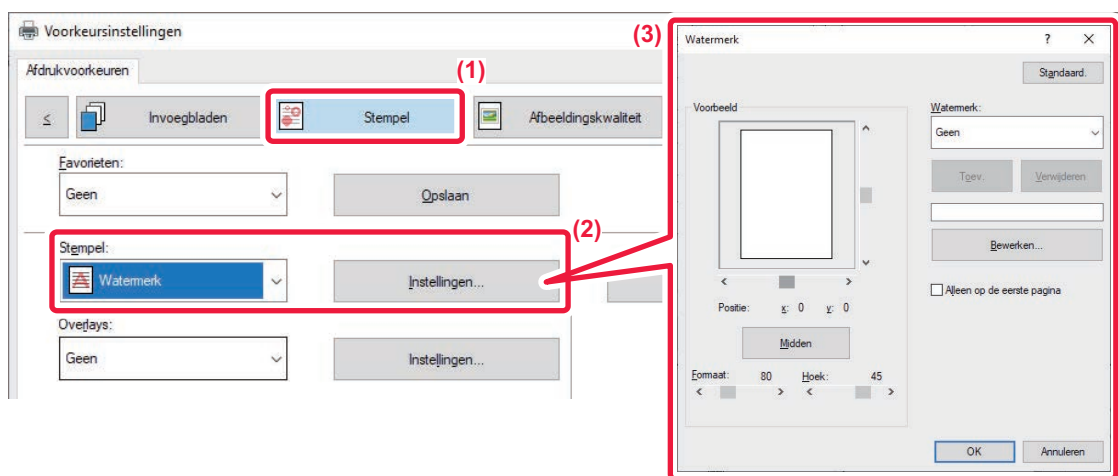 Voorkeursinstellingen
Afdrukvoorkeuren
(1)
< Invoegbladen Stempel Afbeeldingskwaliteit
Favorieten:
Geen Opslaan
(2)
Stempel:
Watermerk Instellingen...
Overlays:
Geen Instellingen...
(3)
Watermerk ? X
Standaard.
Voorbeeld
Watermerk:
Geen
Toev. Verwijderen
Bewerken...
Alleen op de eerste pagina
Positie: x: 0 y: 0
Midden
Formaat: 80 Hoek: 45
OK Annuleren